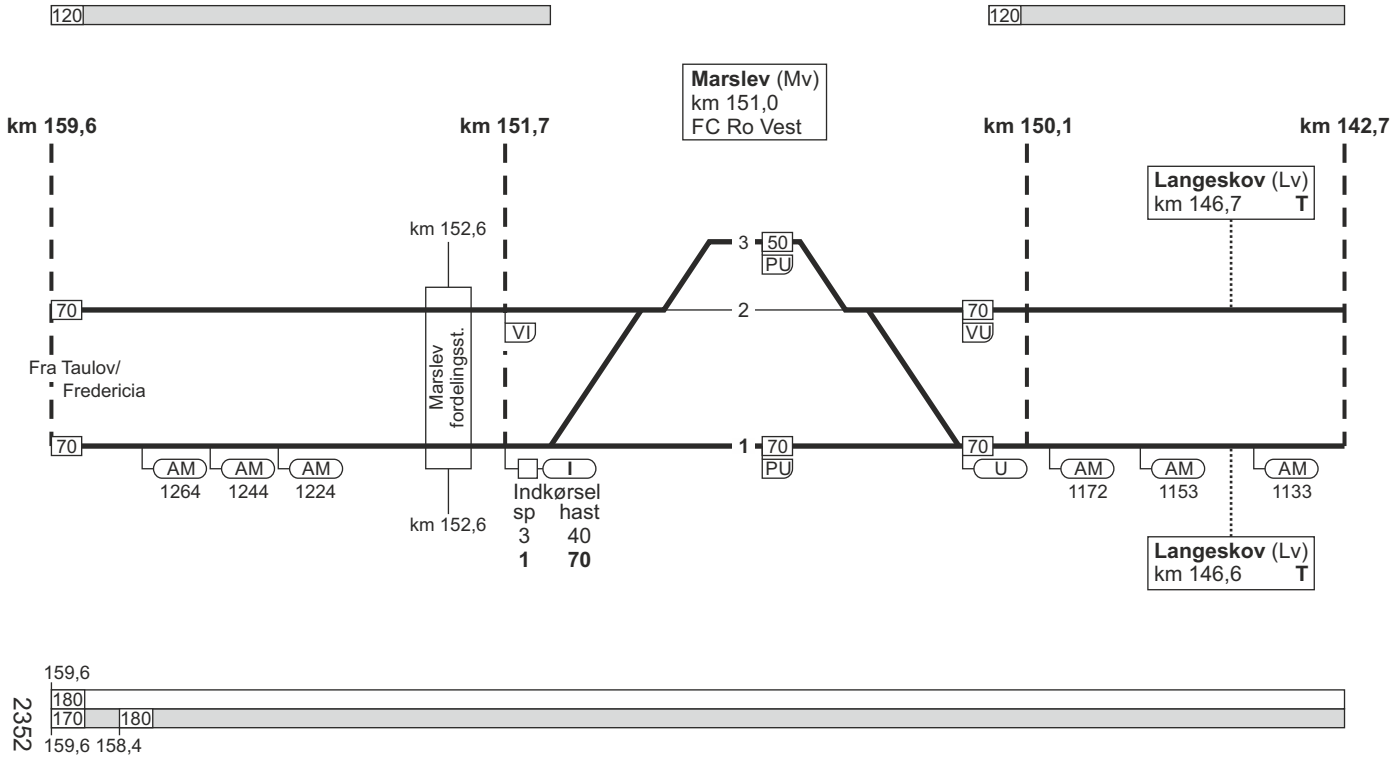 120
120
Marslev (Mv)
km 151,0
FC Ro Vest
km 159,6
km 151,7
km 150,1
km 142,7
Langeskov (Lv)
km 146,7 T
km 152,6
3
50
PU
70
2
70
VI
VU
Marslev
fordelingsst.
Fra Taulov/
Fredericia
70
1
70
70
AM
AM
AM
I
PU
U
AM
AM
AM
1264
1244
1224
Indkørsel
1172
1153
1133
sp hast
km 152,6
3 40
1 70
Langeskov (Lv)
km 146,6 T
159,6
180
170
180
159,6 158,4
2352